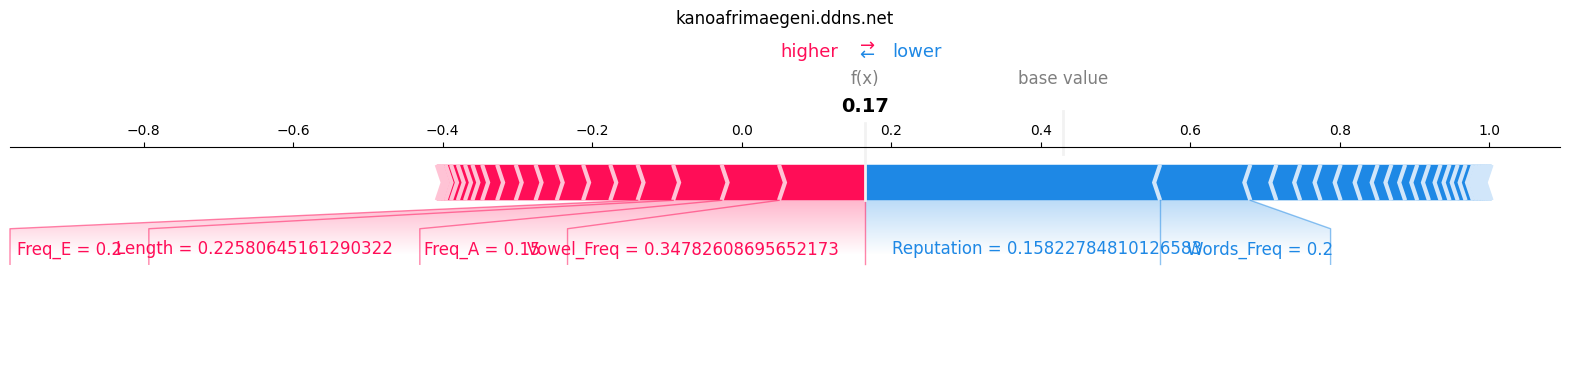 kanoafrimaegeni.ddns.net
higher ⇄ lower
f(x) base value
0.17
−0.8 −0.6 −0.4 −0.2 0.0 0.2 0.4 0.6 0.8 1.0
Freq_E = 0.2 Length = 0.22580645161290322 Freq_A = 0.15 Vowel_Freq = 0.34782608695652173 Reputation = 0.15822784810126583 Words_Freq = 0.2